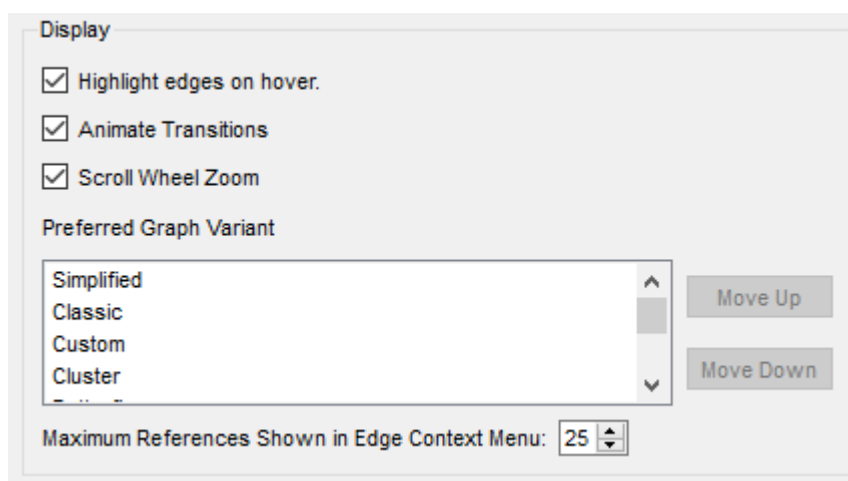 Display
Highlight edges on hover.
Animate Transitions
Scroll Wheel Zoom
Preferred Graph Variant
Simplified
Classic
Custom
Cluster
Move Up
Move Down
Maximum References Shown in Edge Context Menu: 25